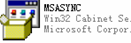 MSASYNC
Win32 Cabinet Se.
Microsoft Corpor.